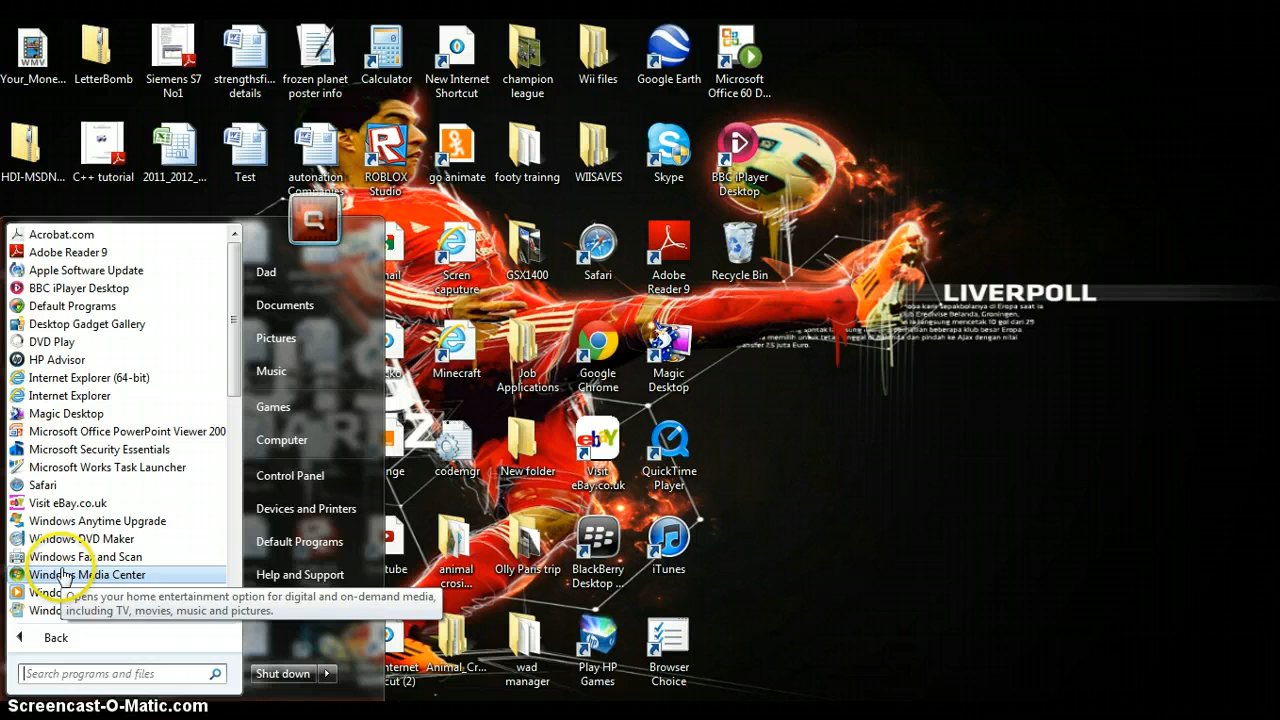 Your_Mone...
LetterBomb
Siemens S7
No1
strengthsfi...
details
frozen planet
poster info
Calculator
New Internet
Shortcut
champion
league
Wii files
Google Earth
Microsoft
Office 60 D...
HDI-MSDN...
C++ tutorial
2011_2012_...
Test
autonation
Companies
ROBLOX
Studio
go animate
footy trainng
WIISAVES
Skype
BBC iPlayer
Desktop
Scren
caputure
GSX1400
Safari
Adobe
Reader 9
Recycle Bin
LIVERPOLL
Minecraft
Job
Applications
Google
Chrome
Magic
Desktop
codemgr
New folder
Visit
eBay.co.uk
QuickTime
Player
animal
crosi...
Olly Paris trip
BlackBerry
Desktop ...
iTunes
Animal_Cr...
wad
manager
Play HP
Games
Browser
Choice
Acrobat.com
Adobe Reader 9
Apple Software Update
BBC iPlayer Desktop
Default Programs
Desktop Gadget Gallery
DVD Play
HP Advisor
Internet Explorer (64-bit)
Internet Explorer
Magic Desktop
Microsoft Office PowerPoint Viewer 200
Microsoft Security Essentials
Microsoft Works Task Launcher
Safari
Visit eBay.co.uk
Windows Anytime Upgrade
Windows DVD Maker
Windows Fax and Scan
Windows Media Center
Opens your home entertainment option for digital and on-demand media,
including TV, movies, music and pictures.
Back
Search programs and files
Dad
Documents
Pictures
Music
Games
Computer
Control Panel
Devices and Printers
Default Programs
Help and Support
Shut down
Screencast-O-Matic.com